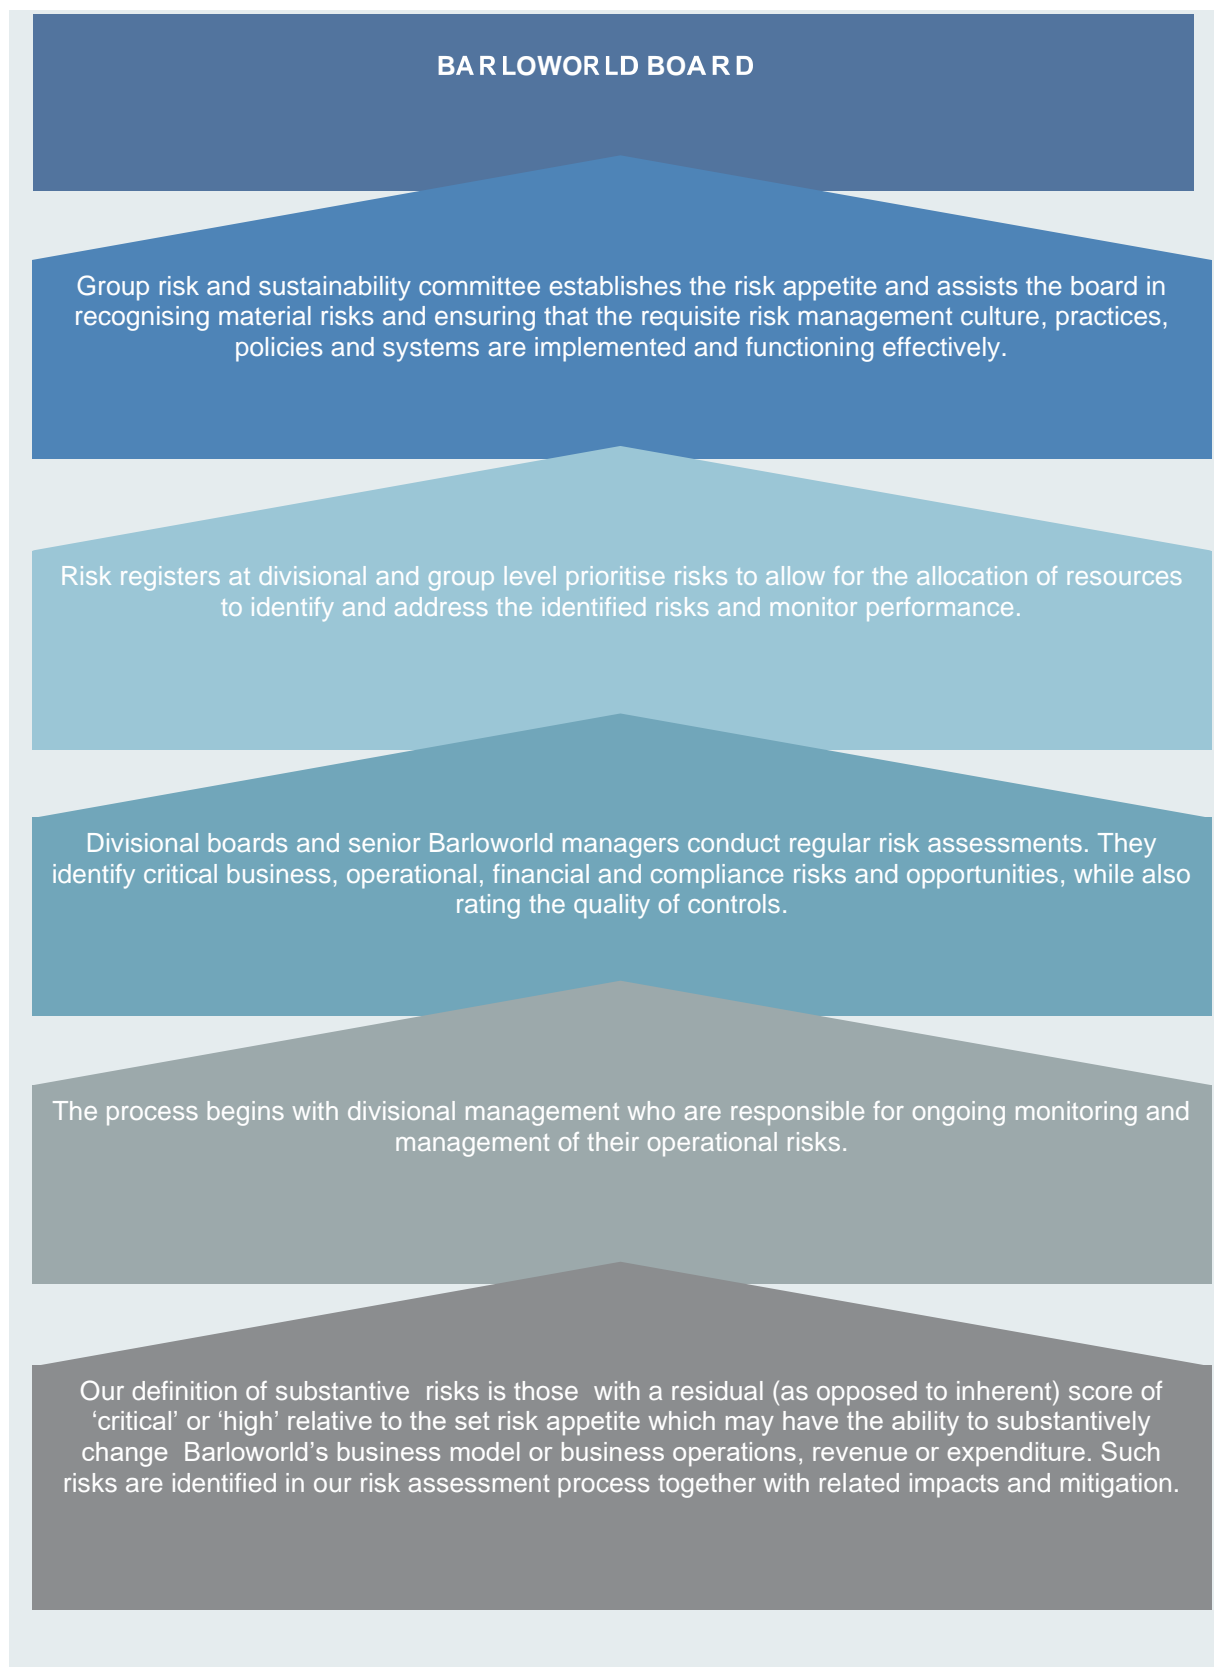 BARLOWORLD BOARD
Group risk and sustainability committee establishes the risk appetite and assists the board in
recognising material risks and ensuring that the requisite risk management culture, practices,
policies and systems are implemented and functioning effectively.
Risk registers at divisional and group level prioritise risks to allow for the allocation of resources
to identify and address the identified risks and monitor performance.
Divisional boards and senior Barloworld managers conduct regular risk assessments. They
identify critical business, operational, financial and compliance risks and opportunities, while also
rating the quality of controls.
The process begins with divisional management who are responsible for ongoing monitoring and
management of their operational risks.
Our definition of substantive risks is those with a residual (as opposed to inherent) score of
‘critical’ or ‘high’ relative to the set risk appetite which may have the ability to substantively
change Barloworld’s business model or business operations, revenue or expenditure. Such
risks are identified in our risk assessment process together with related impacts and mitigation.